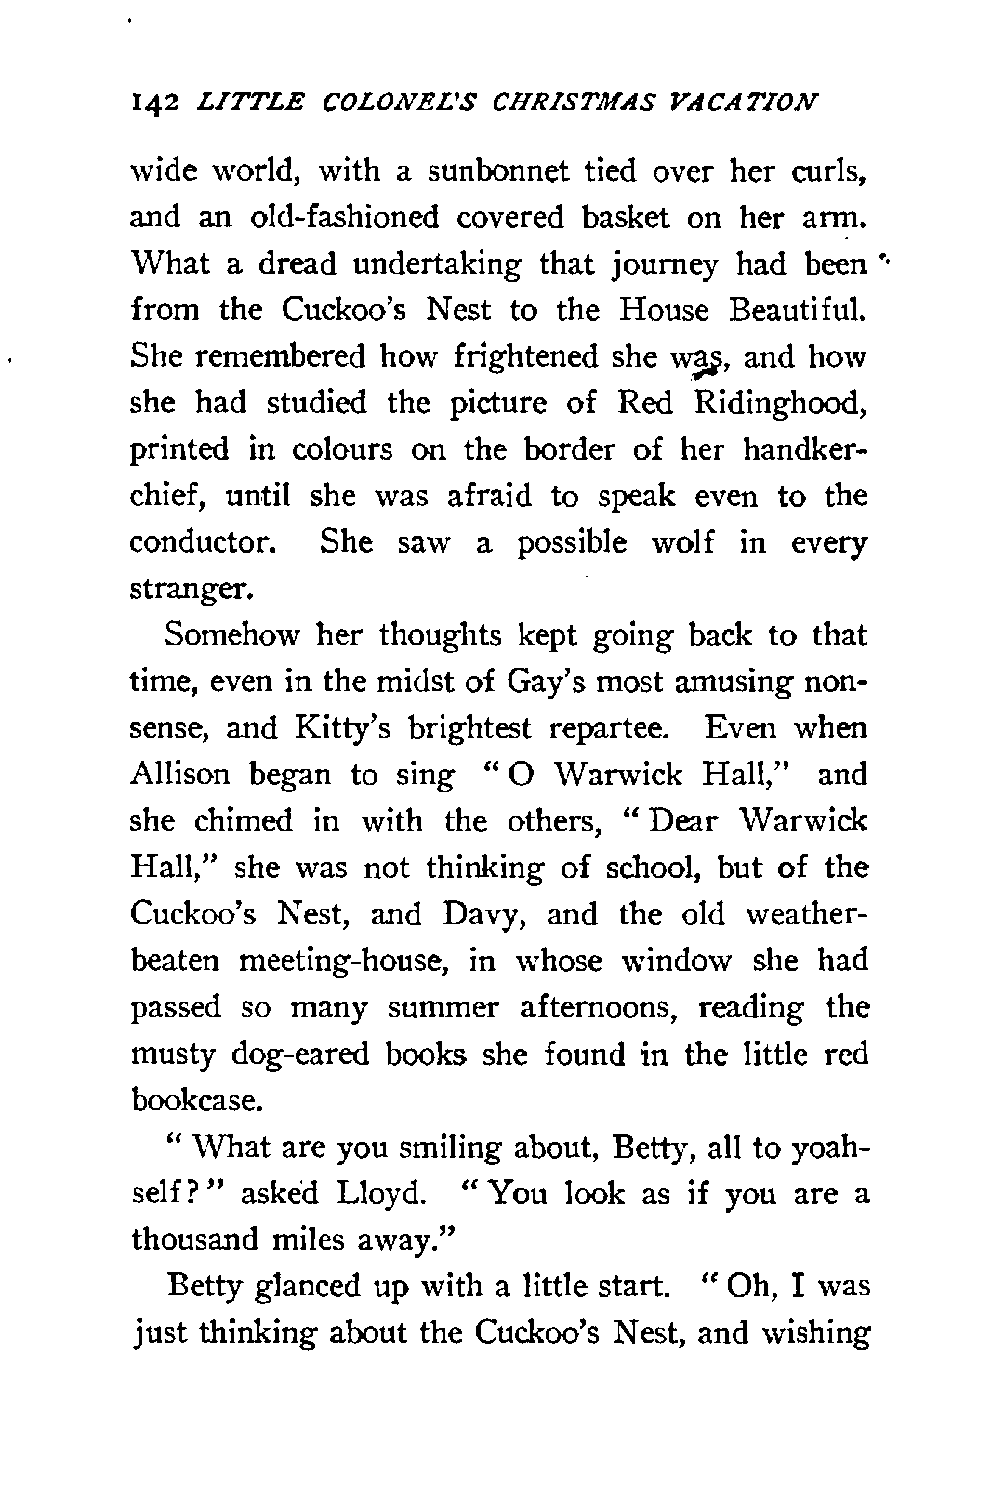 142 LITTLE COLONEL'S CHRISTMAS VACATION
wide world, with a sunbonnet tied over her curls,
and an old-fashioned covered basket on her arm.
What a dread undertaking that journey had been
from the Cuckoo's Nest to the House Beautiful.
She remembered how frightened she was, and how
she had studied the picture of Red Ridinghood,
printed in colours on the border of her handker-
chief, until she was afraid to speak even to the
conductor. She saw a possible wolf in every
stranger.
Somehow her thoughts kept going back to that
time, even in the midst of Gay's most amusing non-
sense, and Kitty's brightest repartee. Even when
Allison began to sing "O Warwick Hall," and
she chimed in with the others, "Dear Warwick
Hall," she was not thinking of school, but of the
Cuckoo's Nest, and Davy, and the old weather-
beaten meeting-house, in whose window she had
passed so many summer afternoons, reading the
musty dog-eared books she found in the little red
bookcase.
"What are you smiling about, Betty, all to yoah-
self?" asked Lloyd. "You look as if you are a
thousand miles away."
Betty glanced up with a little start. "Oh, I was
just thinking about the Cuckoo's Nest, and wishing